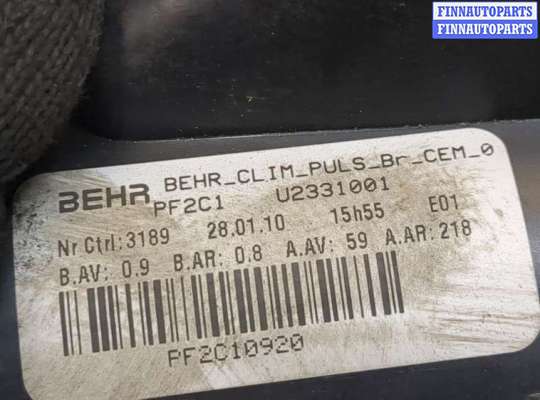 FINNAUTOPARTS
FINNAUTOPARTS
BEHR BEHR_CLIM_PULS_Br_CEM_0
PF2C1 U2331001
Nr Ctrl:3189 28.01.10 15h55 E01
B.AV: 0.9 B.AR: 0.8 A.AV: 59 A.AR: 218
PF2C10920